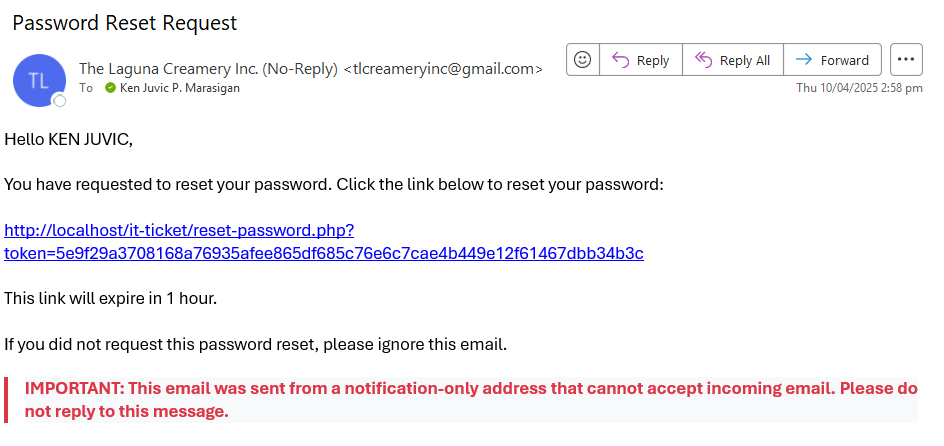 Password Reset Request
TL
The Laguna Creamery Inc. (No-Reply) <tlcreameryinc@gmail.com>
To Ken Juvic P. Marasigan
Reply
Reply All
Forward
Thu 10/04/2025 2:58 pm
Hello KEN JUVIC,
You have requested to reset your password. Click the link below to reset your password:
http://localhost/it-ticket/reset-password.php?
token=5e9f29a3708168a76935afee865df685c76e6c7cae4b449e12f61467dbb34b3c
This link will expire in 1 hour.
If you did not request this password reset, please ignore this email.
IMPORTANT: This email was sent from a notification-only address that cannot accept incoming email. Please do
not reply to this message.